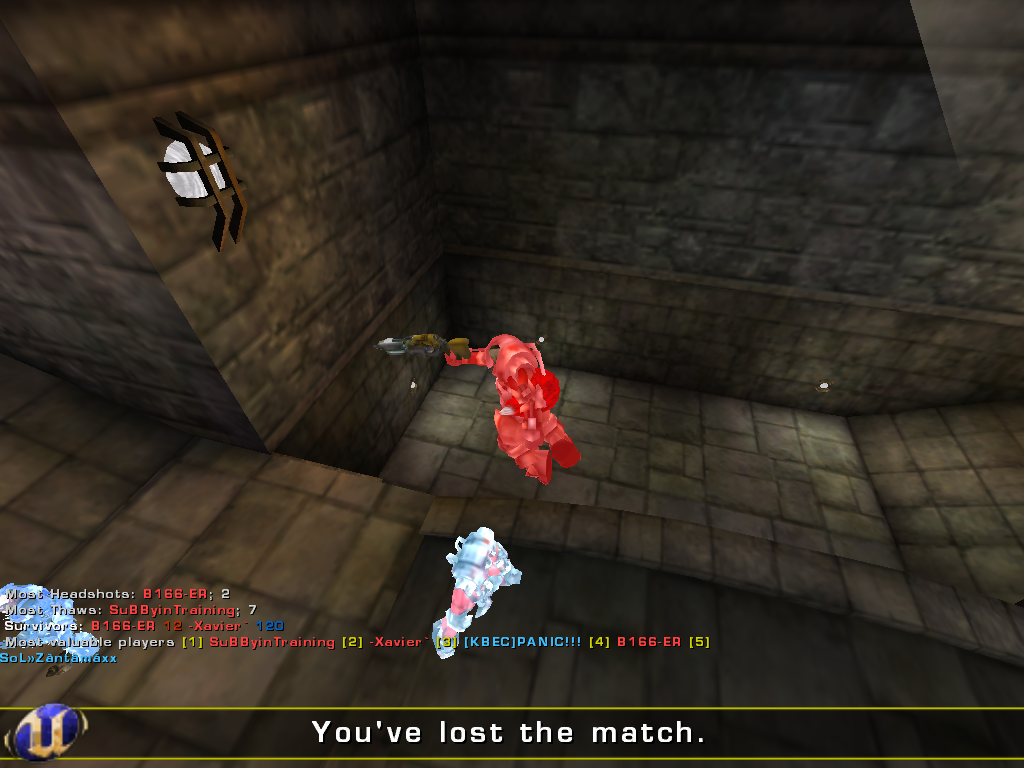 Most Headshots: B166-ER; 2
Most Thaws: SuBByinTraining; 7
Survivors: B166-ER 12 -Xavier` 120
Most valuable players [1] SuBByinTraining [2] -Xavier` [3] [KBEC]PANIC!!! [4] B166-ER [5]
SoL»Zäntámáxx
You've lost the match.